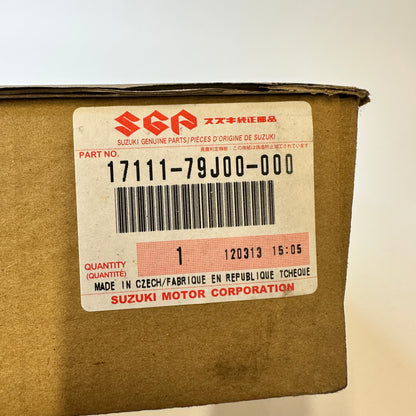 SGP スズキ純正部品
SUZUKI GENUINE PARTS/PIÈCES D'ORIGINE DE SUZUKI
PART NO.
17111-79J00-000
QUANTITY
(QUANTITÉ)
1 120313 15:05
MADE IN CZECH/FABRIQUE EN REPUBLIQUE TCHEQUE
SUZUKI MOTOR CORPORATION